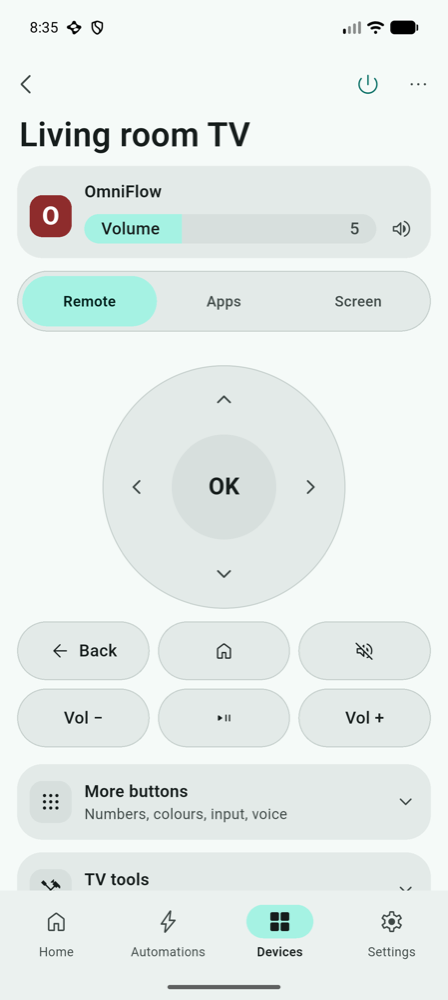 8:35
Living room TV
O
OmniFlow
Volume 5
Remote Apps Screen
OK
Back
Vol − Vol +
More buttons
Numbers, colours, input, voice
TV tools
Home Automations Devices Settings